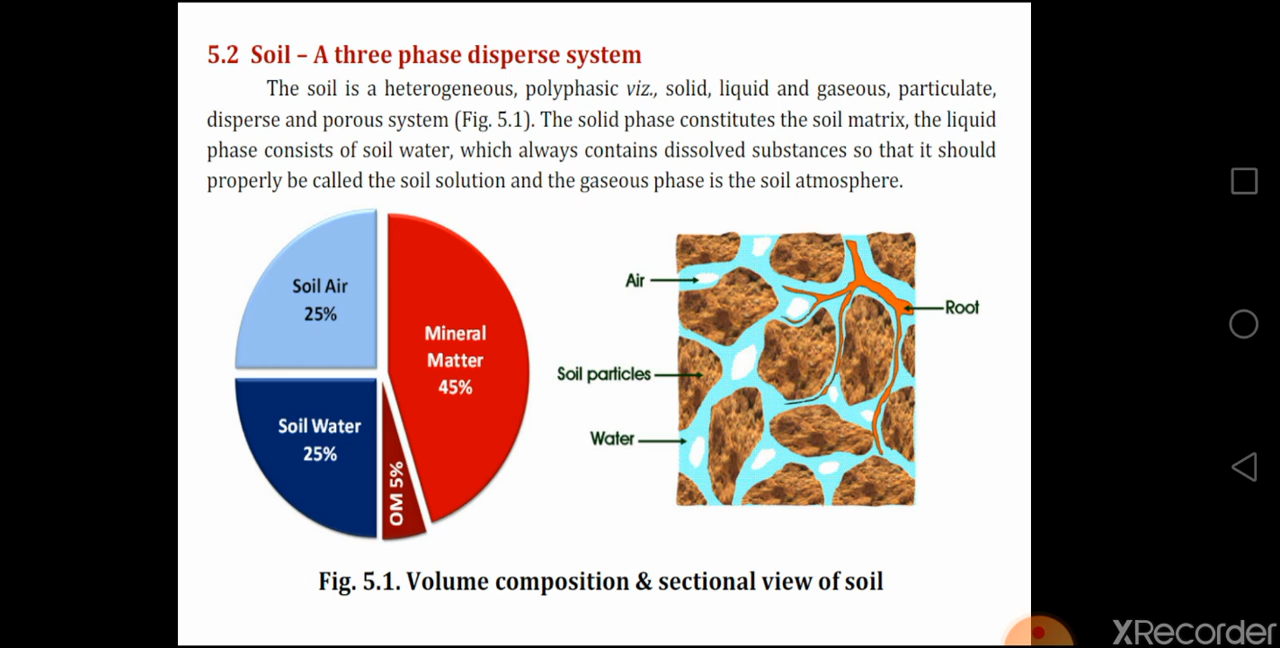 5.2 Soil – A three phase disperse system
The soil is a heterogeneous, polyphasic viz., solid, liquid and gaseous, particulate,
disperse and porous system (Fig. 5.1). The solid phase constitutes the soil matrix, the liquid
phase consists of soil water, which always contains dissolved substances so that it should
properly be called the soil solution and the gaseous phase is the soil atmosphere.
Soil Air
25%
Mineral
Matter
45%
Soil Water
25%
OM 5%
Air
Root
Soil particles
Water
Fig. 5.1. Volume composition & sectional view of soil
XRecorder